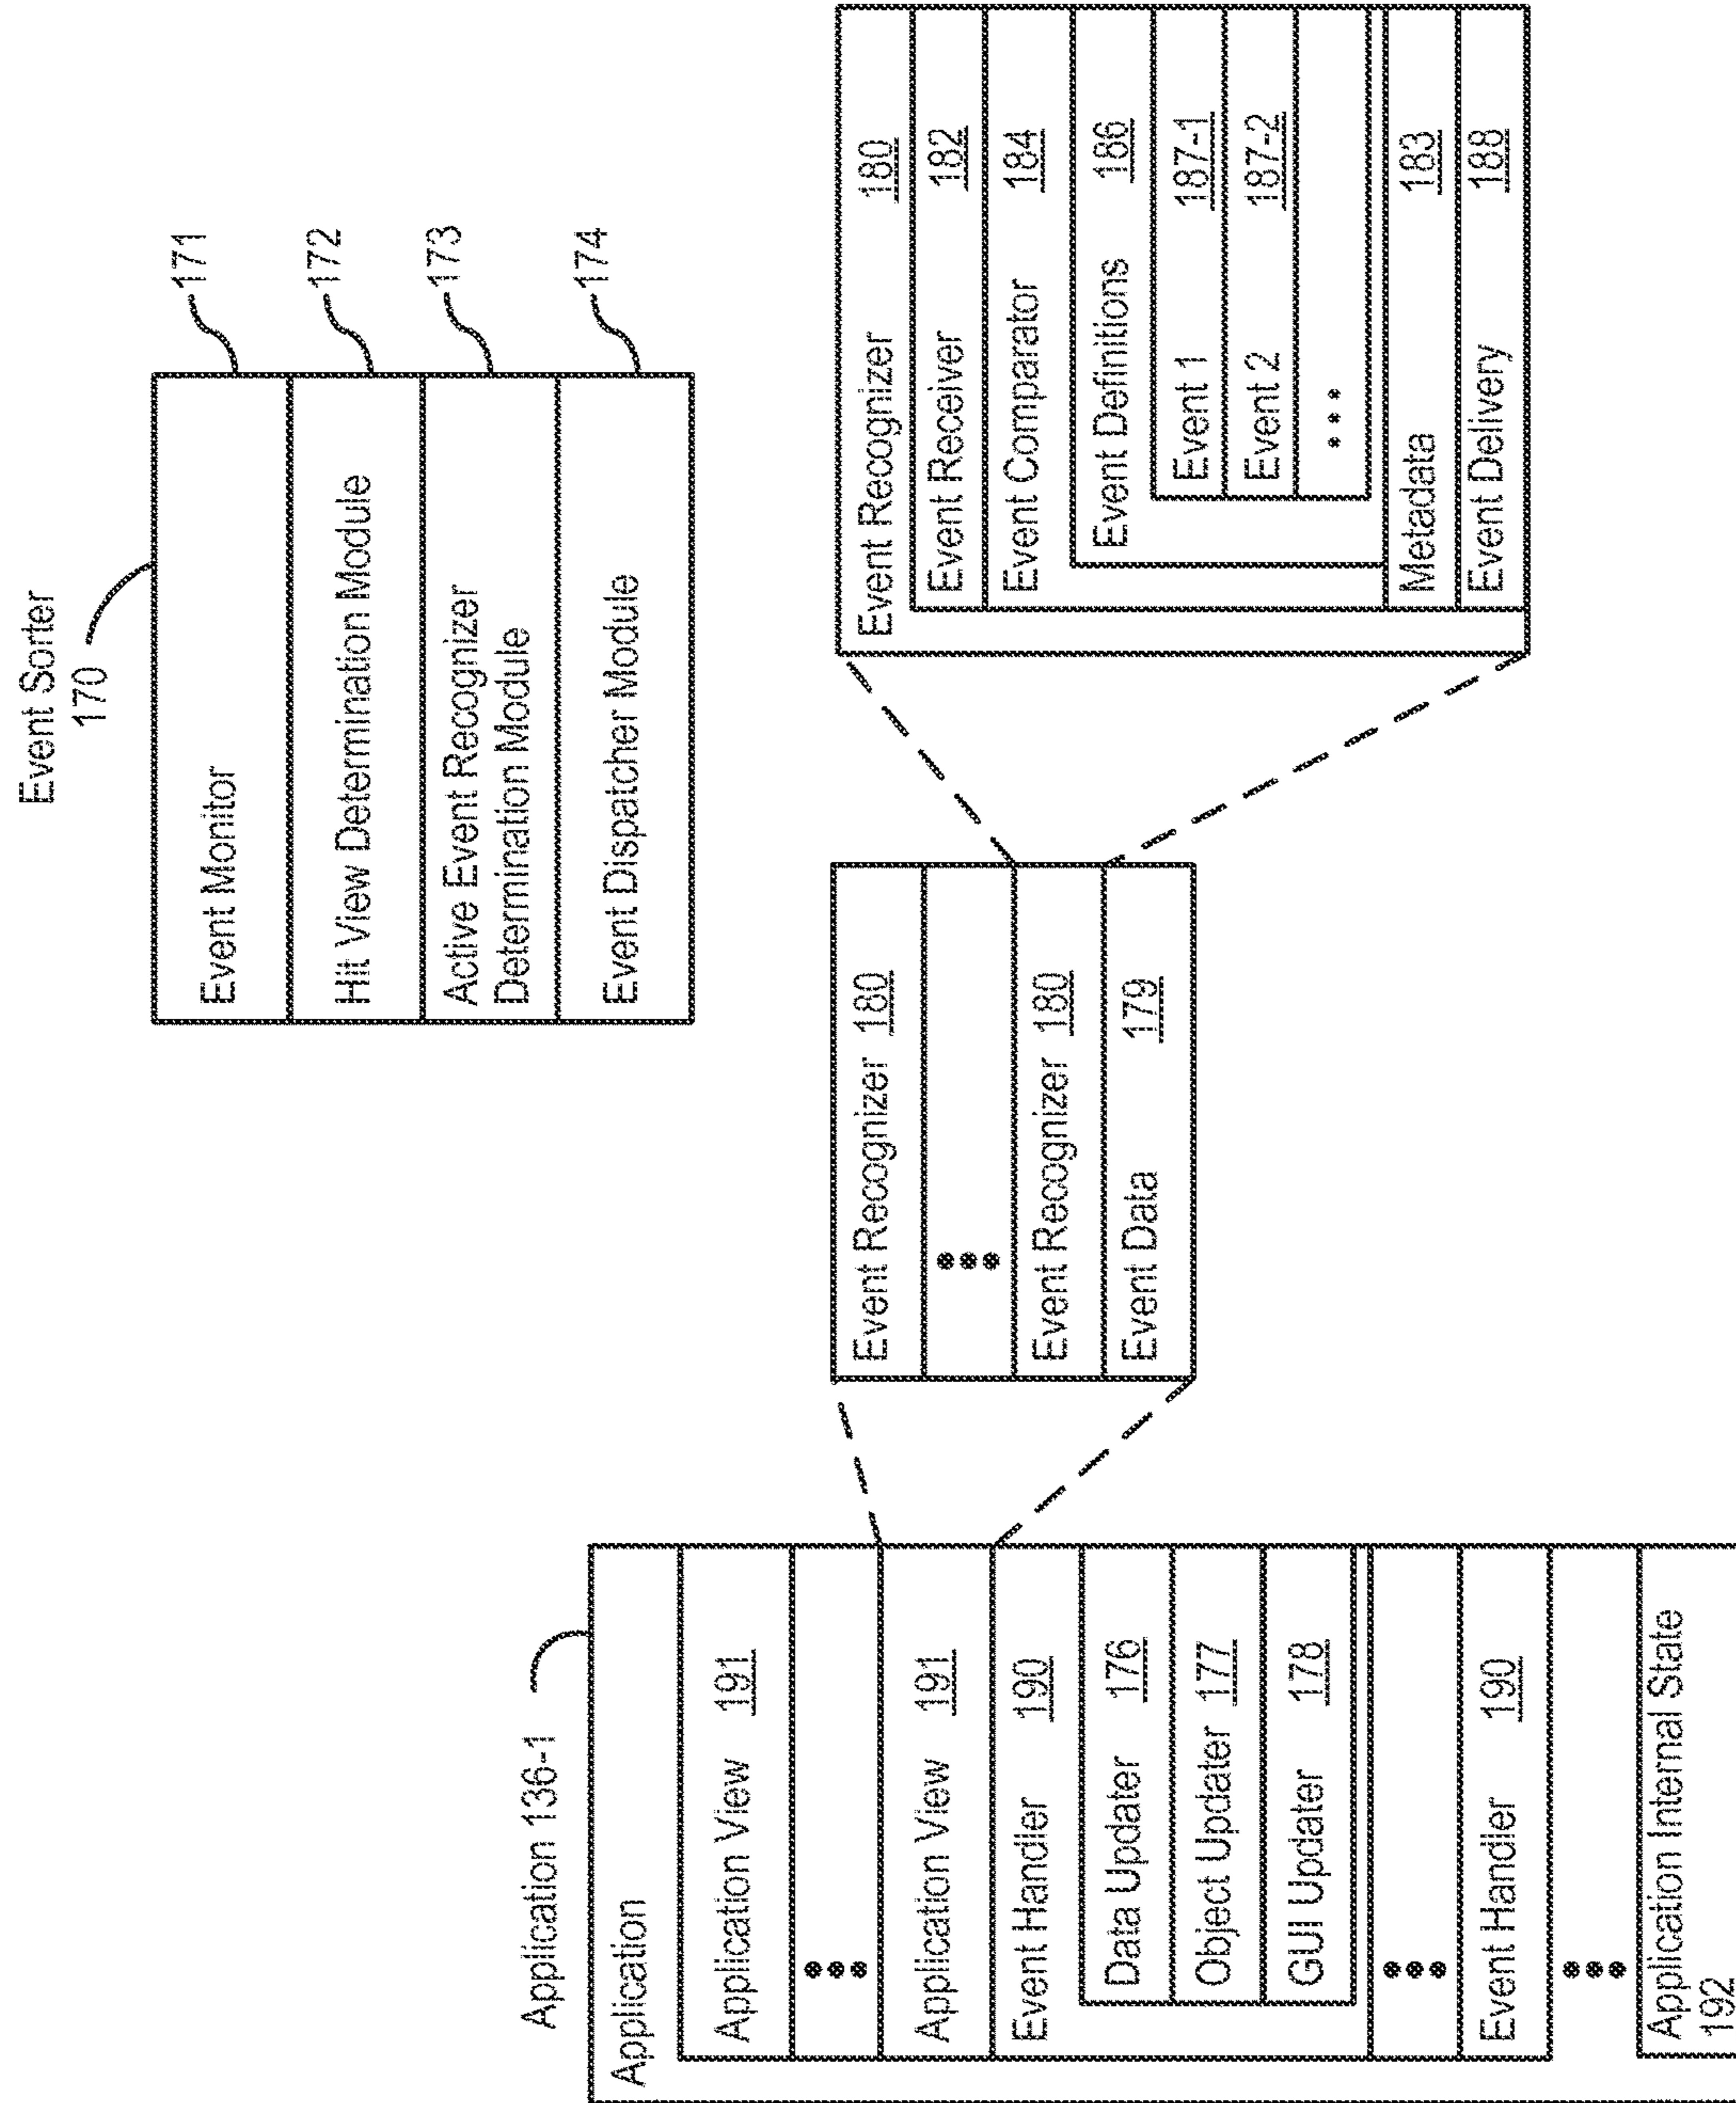 Event Sorter
170
Event Monitor
171
Hit View Determination Module
172
Active Event Recognizer
Determination Module
173
Event Dispatcher Module
174
Application 136-1
Application
Application View 191
•••
Application View 191
Event Handler 190
Data Updater 176
Object Updater 177
GUI Updater 178
•••
Event Handler 190
•••
Application Internal State
192
Event Recognizer 180
•••
Event Recognizer 180
Event Data 179
Event Recognizer 180
Event Receiver 182
Event Comparator 184
Event Definitions 186
Event 1 187-1
Event 2 187-2
•••
Metadata 183
Event Delivery 188